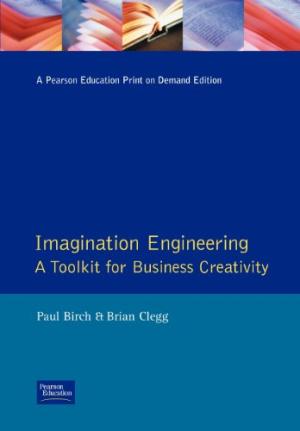 A Pearson Education Print on Demand Edition
Imagination Engineering
A Toolkit for Business Creativity
Paul Birch & Brian Clegg
Pearson
Education